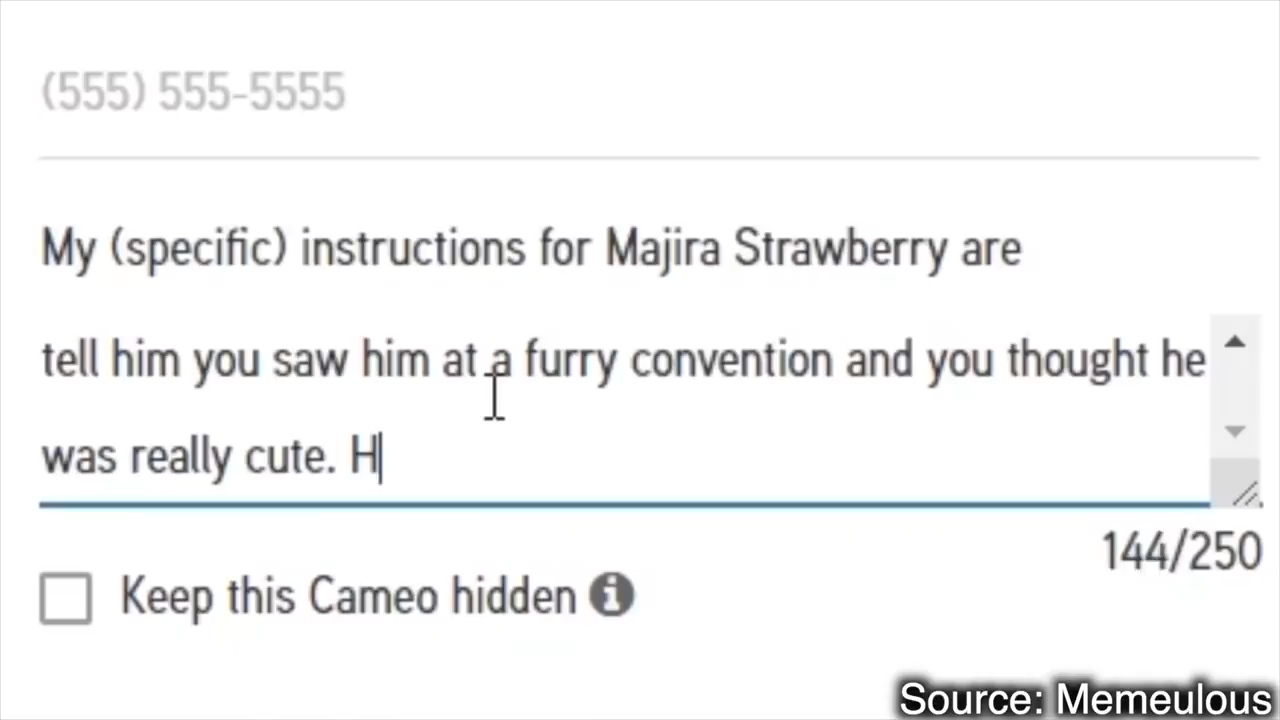 (555) 555-5555
My (specific) instructions for Majira Strawberry are
tell him you saw him at a furry convention and you thought he
was really cute. H
144/250
Keep this Cameo hidden
Source: Memeulous